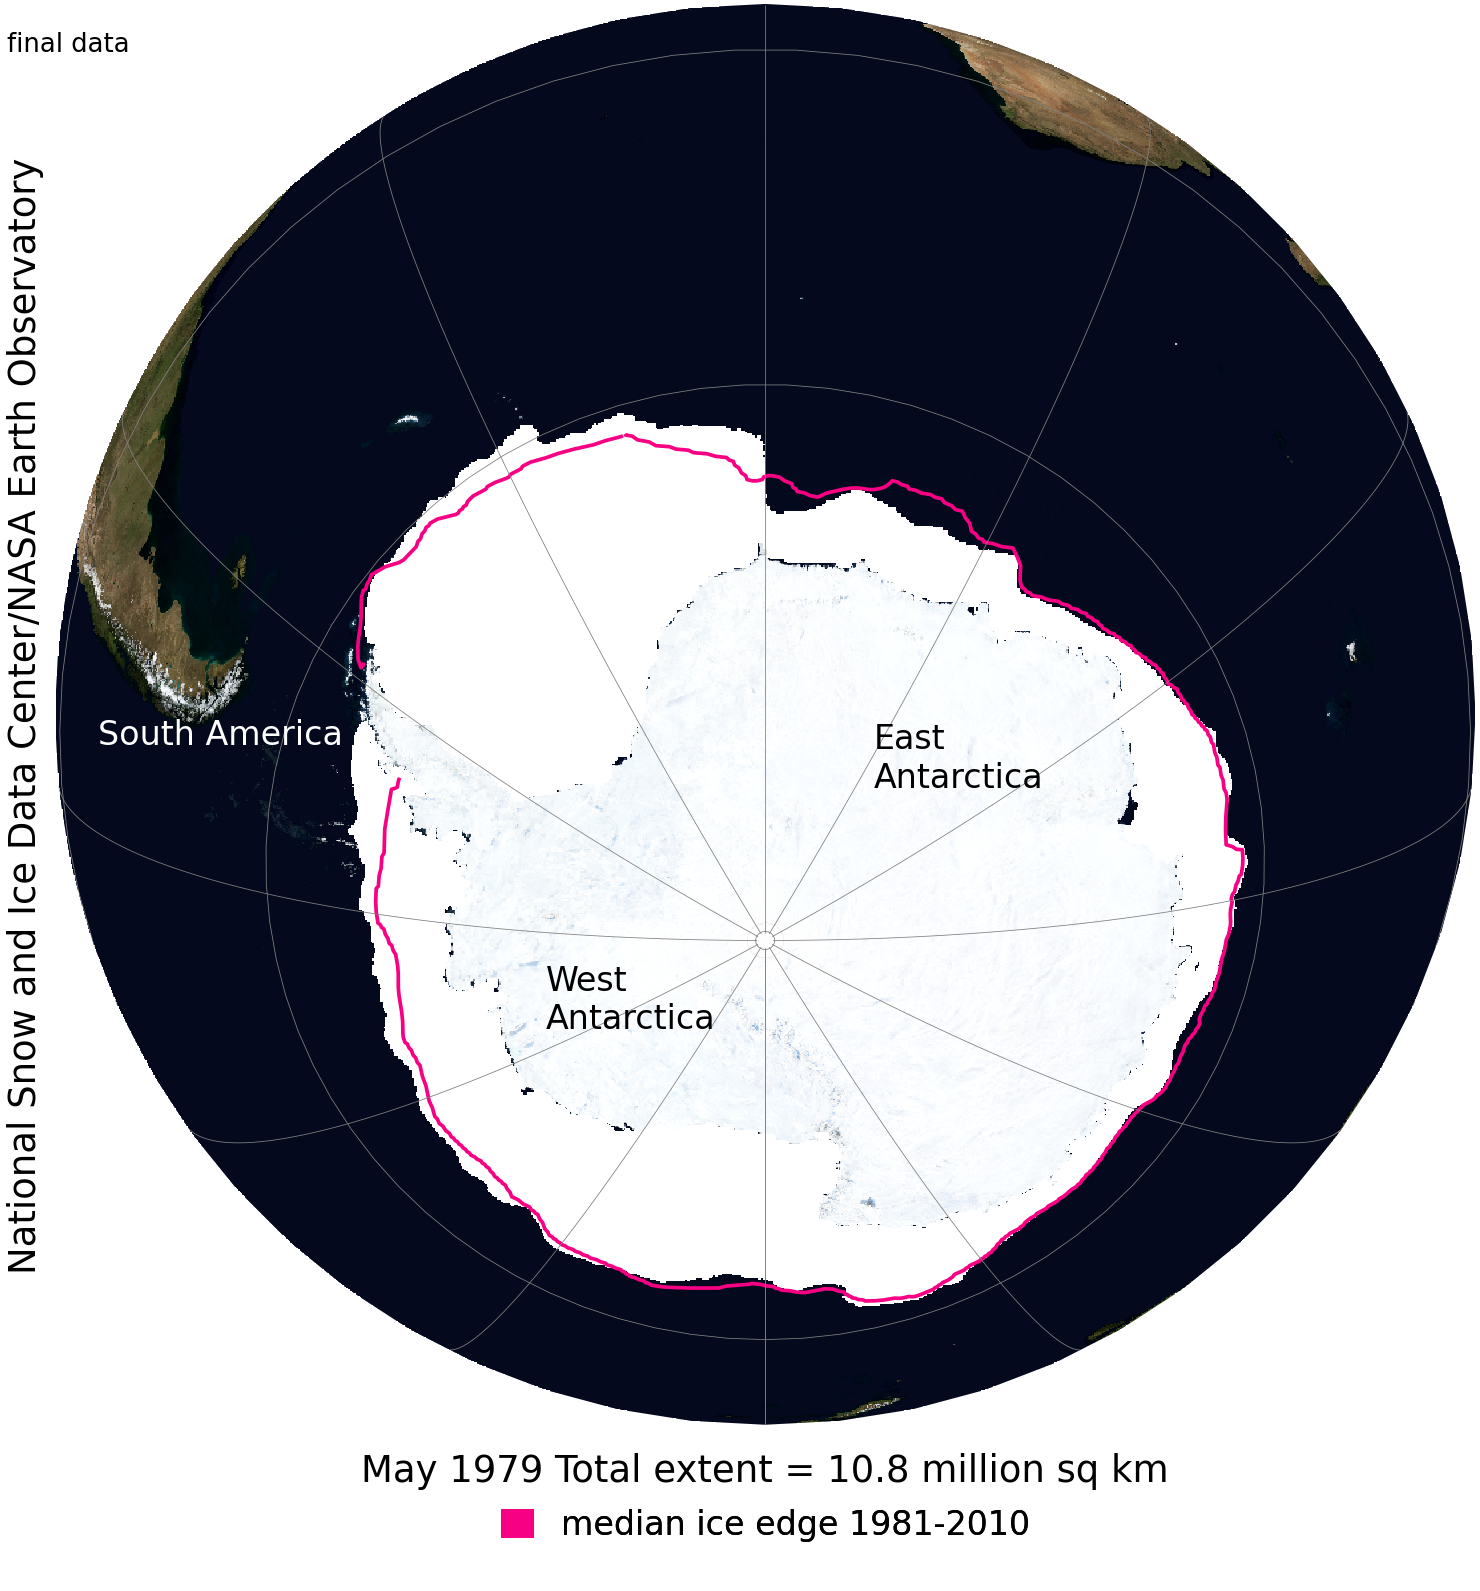 final data
National Snow and Ice Data Center/NASA Earth Observatory
South America
East
Antarctica
West
Antarctica
May 1979 Total extent = 10.8 million sq km
median ice edge 1981-2010